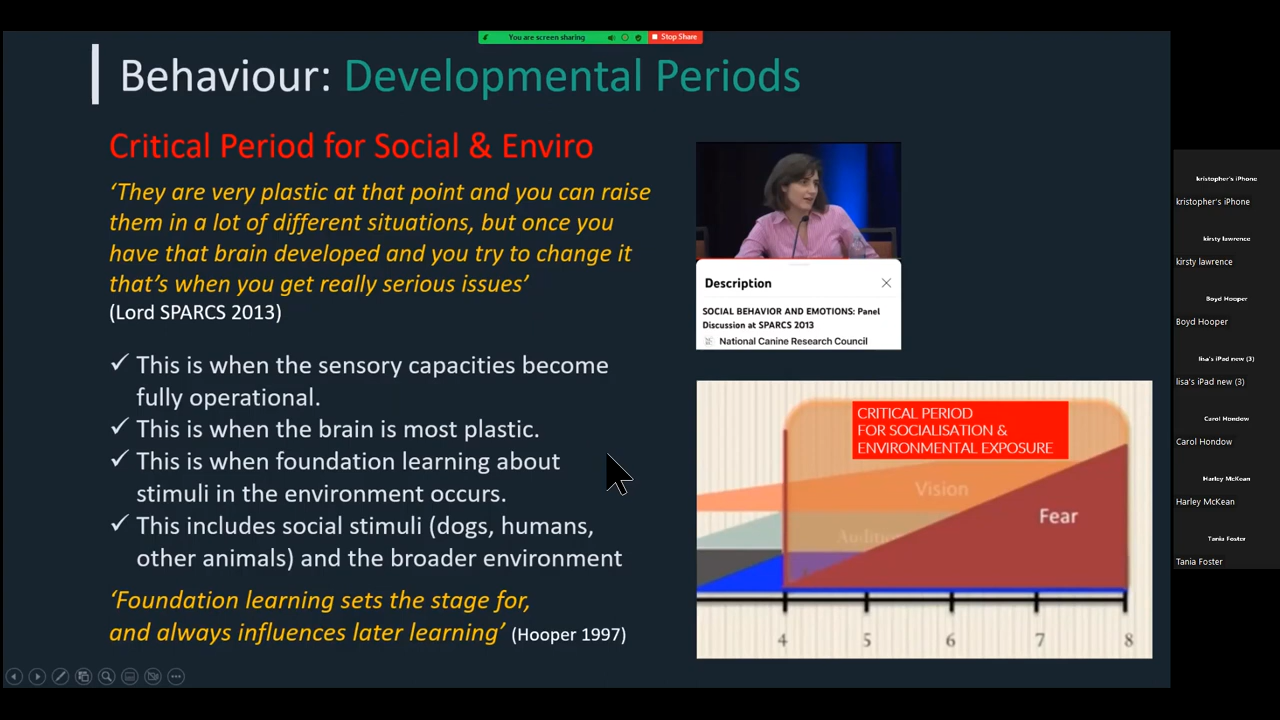 You are screen sharing
Stop Share
Behaviour: Developmental Periods
Critical Period for Social & Enviro
‘They are very plastic at that point and you can raise
them in a lot of different situations, but once you
have that brain developed and you try to change it
that’s when you get really serious issues’
(Lord SPARCS 2013)
✓ This is when the sensory capacities become
fully operational.
✓ This is when the brain is most plastic.
✓ This is when foundation learning about
stimuli in the environment occurs.
✓ This includes social stimuli (dogs, humans,
other animals) and the broader environment
‘Foundation learning sets the stage for,
and always influences later learning’ (Hooper 1997)
Description
SOCIAL BEHAVIOR AND EMOTIONS: Panel
Discussion at SPARCS 2013
National Canine Research Council
CRITICAL PERIOD
FOR SOCIALISATION &
ENVIRONMENTAL EXPOSURE
Vision
Fear
4 5 6 7 8
kristopher's iPhone
kristopher's iPhone
kirsty lawrence
kirsty lawrence
Boyd Hooper
Boyd Hooper
lisa's iPad new (3)
lisa's iPad new (3)
Carol Hondow
Carol Hondow
Harley McKean
Harley McKean
Tania Foster
Tania Foster